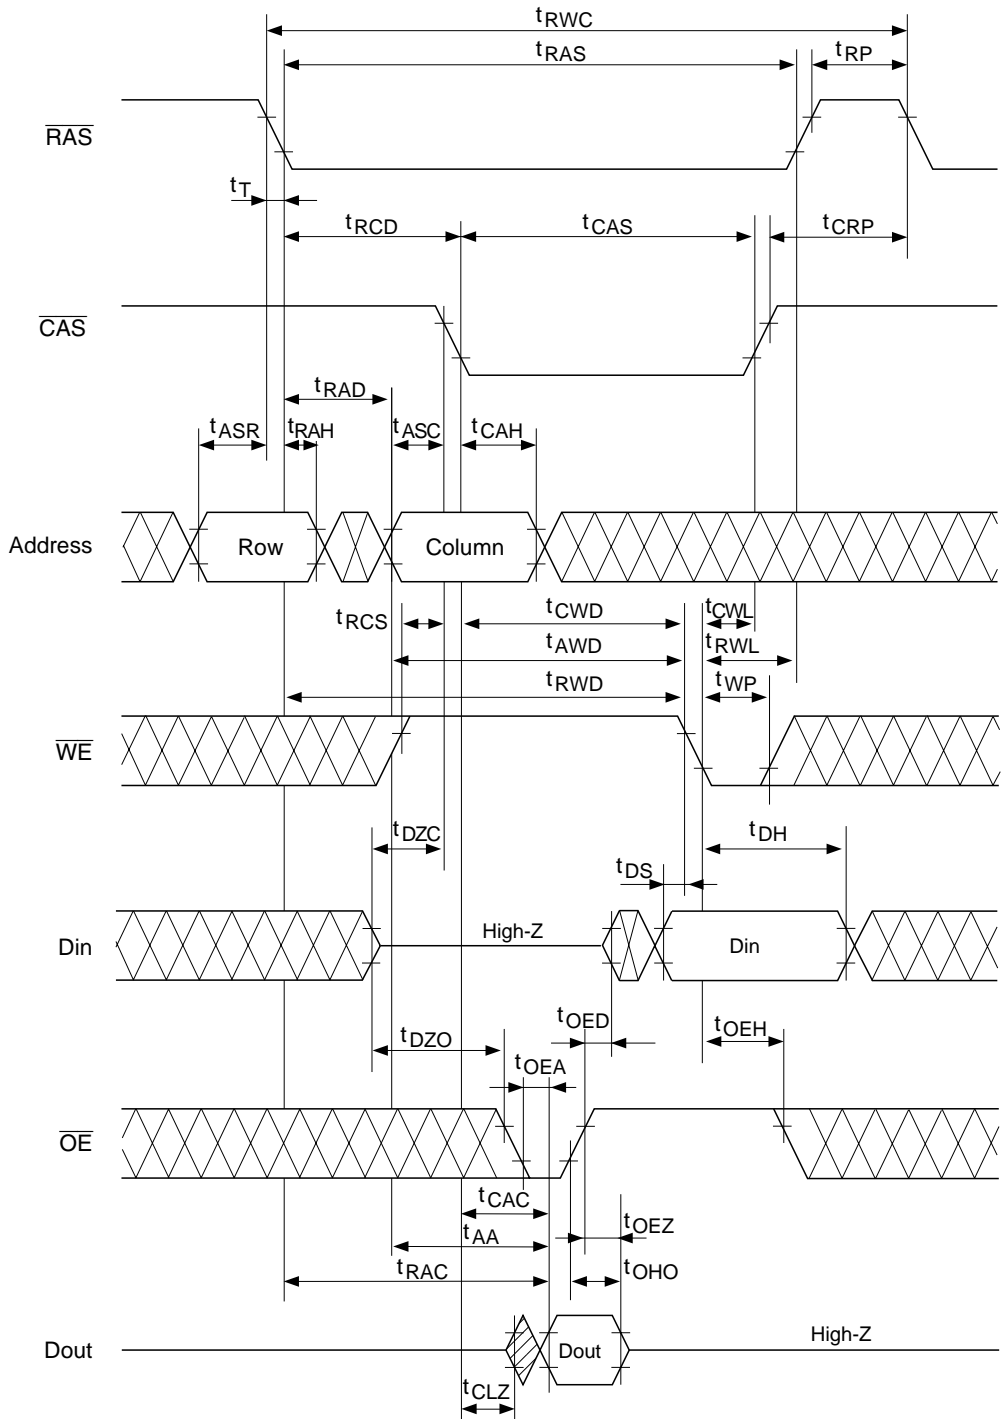 tRWC
tRAS
tRP
RAS
tT
tRCD
tCAS
tCRP
CAS
tRAD
tASR
tRAH
tASC
tCAH
Address
Row
Column
tRCS
tCWD
tCWL
tAWD
tRWL
tRWD
tWP
WE
tDZC
tDH
tDS
Din
High-Z
Din
tOED
tDZO
tOEH
tOEA
OE
tCAC
tOEZ
tAA
tRAC
tOHO
Dout
Dout
High-Z
tCLZ